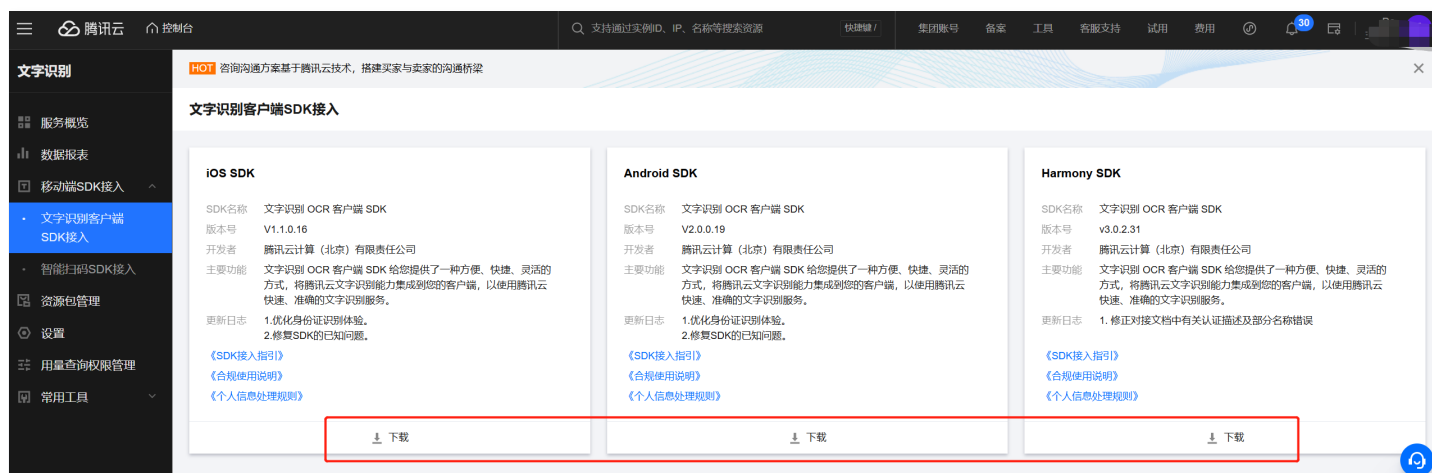 腾讯云 控制台 支持通过实例ID、IP、名称等搜索资源 快捷键 / 集团账号 备案 工具 客服支持 试用 费用 30
文字识别
HOT 咨询沟通方案基于腾讯云技术，搭建买家与卖家的沟通桥梁
文字识别客户端SDK接入
服务概览
数据报表
移动端SDK接入
文字识别客户端
SDK接入
智能扫码SDK接入
资源包管理
设置
用量查询权限管理
常用工具
iOS SDK
SDK名称 文字识别 OCR 客户端 SDK
版本号 V1.1.0.16
开发者 腾讯云计算（北京）有限责任公司
主要功能 文字识别 OCR 客户端 SDK 给您提供了一种方便、快捷、灵活的
方式，将腾讯云文字识别能力集成到您的客户端，以使用腾讯云
快速、准确的文字识别服务。
更新日志 1.优化身份证识别体验。
2.修复SDK的已知问题。
《SDK接入指引》
《合规使用说明》
《个人信息处理规则》
下载
Android SDK
SDK名称 文字识别 OCR 客户端 SDK
版本号 V2.0.0.19
开发者 腾讯云计算（北京）有限责任公司
主要功能 文字识别 OCR 客户端 SDK 给您提供了一种方便、快捷、灵活的
方式，将腾讯云文字识别能力集成到您的客户端，以使用腾讯云
快速、准确的文字识别服务。
更新日志 1.优化身份证识别体验。
2.修复SDK的已知问题。
《SDK接入指引》
《合规使用说明》
《个人信息处理规则》
下载
Harmony SDK
SDK名称 文字识别 OCR 客户端 SDK
版本号 v3.0.2.31
开发者 腾讯云计算（北京）有限责任公司
主要功能 文字识别 OCR 客户端 SDK 给您提供了一种方便、快捷、灵活的
方式，将腾讯云文字识别能力集成到您的客户端，以使用腾讯云
快速、准确的文字识别服务。
更新日志 1. 修正对接文档中有关认证描述及部分名称错误
《SDK接入指引》
《合规使用说明》
《个人信息处理规则》
下载